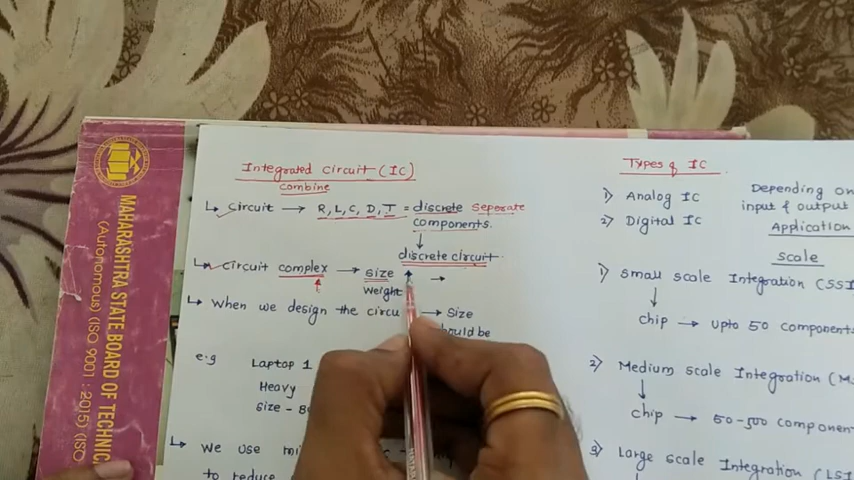 MAHARASHTRA STATE BOARD OF TECHNIC
(Autonomous) (ISO 9001 : 2015) (ISO
Integrated circuit (IC)
combine
circuit → R, L, C, D, T = discrete Seperate
components.
discrete circuit
circuit complex → size ↑ →
Weight
When we design the circu → Size
hould be
e.g Laptop 1
Heavy
Size - 80
We use mi
to reduce
Types of IC
1) Analog IC
2) Digital IC
Depending on
input & output
Application
scale
1) small scale Integration (SSI
chip → upto 50 component
2) Medium scale Integration (M
chip → 50-500 componen
3) Large scale Integration (LSI